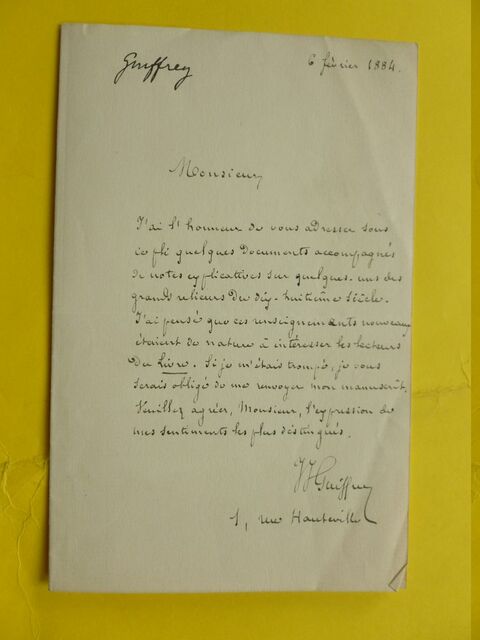 Guiffrey
6 février 1884.
Monsieur,
J'ai l'honneur de vous adresser sous
ce pli quelques documents accompagnés
de notes explicatives sur quelques-uns des
grands relieurs du dix-huitième siècle.
J'ai pensé que ces renseignements nouveaux
étaient de nature à intéresser les lecteurs
du Livre. Si je m'étais trompé, je vous
serais obligé de me renvoyer mon manuscrit.
Veuillez agréer, Monsieur, l'expression de
mes sentiments les plus distingués.
JJ Guiffrey
1, rue Hauteville